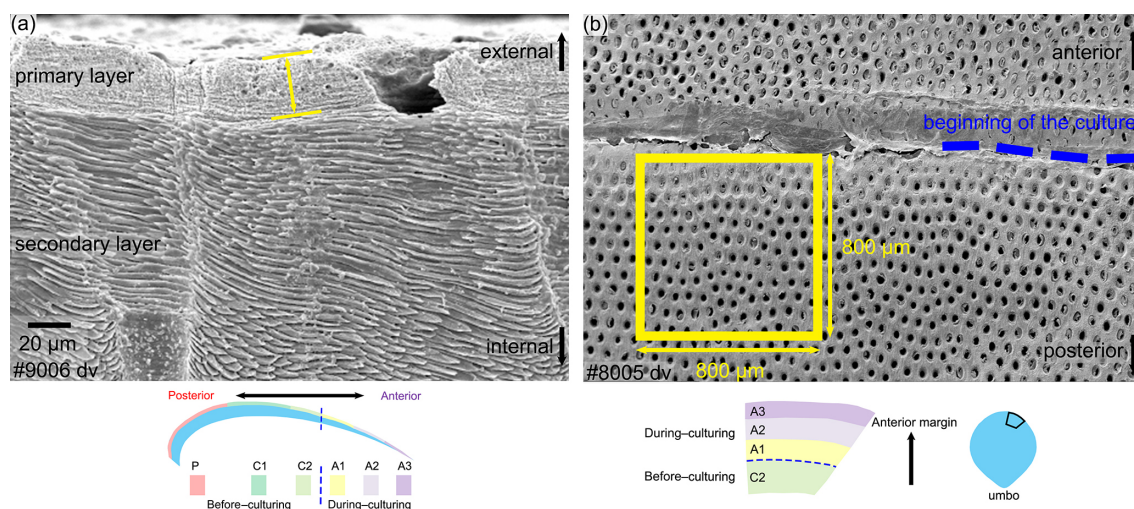 (a)
external
primary layer
secondary layer
20 μm
internal
#9006 dv
(b)
anterior
beginning of the culture
800 μm
800 μm
posterior
#8005 dv
Posterior
Anterior
P C1 C2 A1 A2 A3
Before–culturing During–culturing
A3
During–culturing
A2
Anterior margin
A1
Before–culturing
C2
umbo